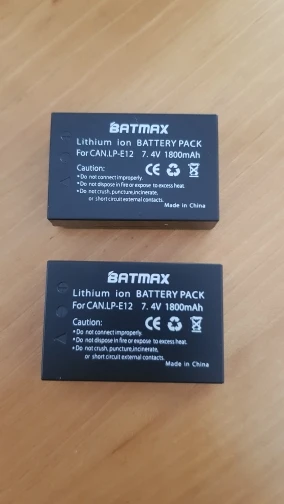 BATMAX
Lithium ion BATTERY PACK
For CAN.LP-E12 7.4V 1800mAh
Caution:
• Do not connect improperly.
• Do not dispose in fire or expose to excess heat.
• Do not crush, puncture,incinerate,
or short circuit external contacts.
Made in China
BATMAX
Lithium ion BATTERY PACK
For CAN.LP-E12 7.4V 1800mAh
Caution:
• Do not connect improperly.
• Do not dispose in fire or expose to excess heat.
• Do not crush, puncture,incinerate,
or short circuit external contacts.
Made in China